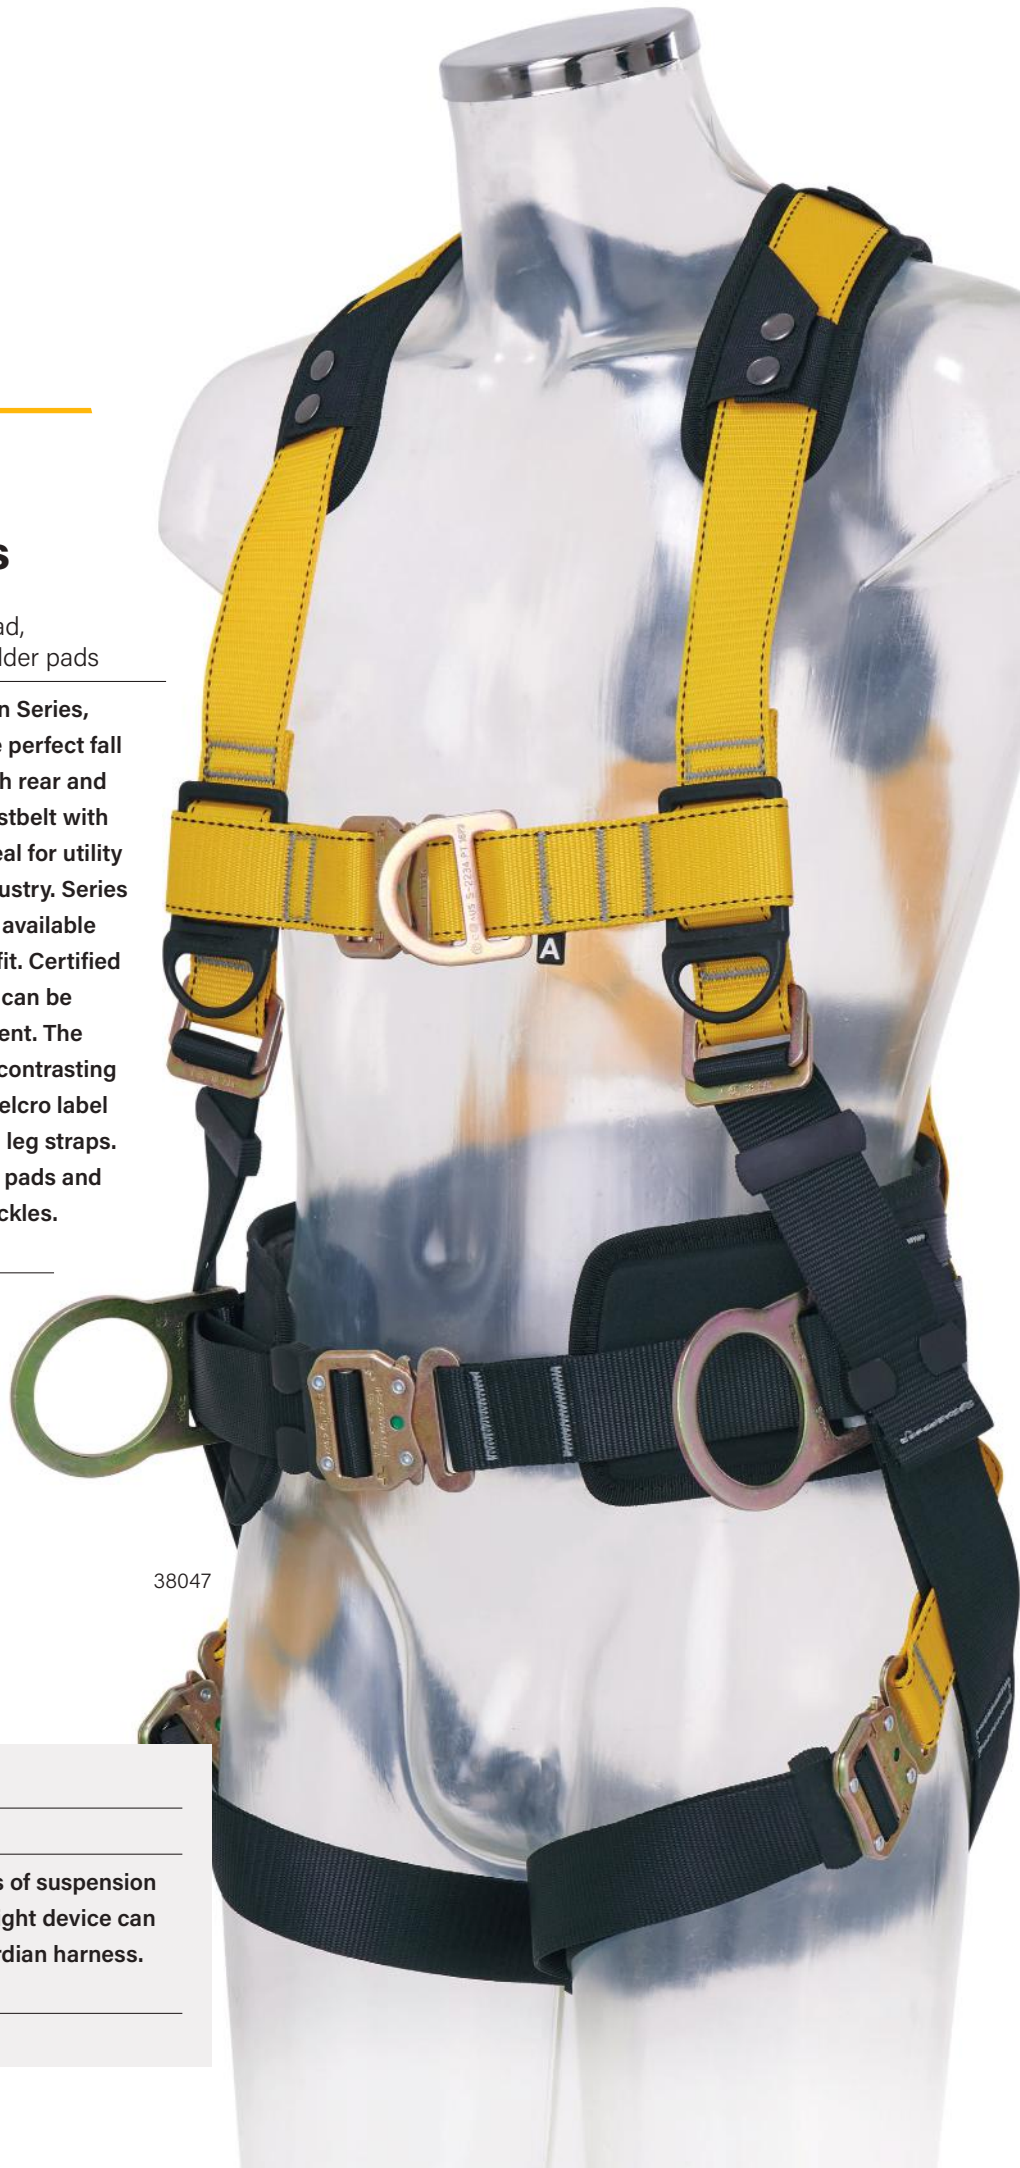 s
ad,
lder pads
n Series,
e perfect fall
h rear and
stbelt with
eal for utility
ustry. Series
available
fit. Certified
can be
ent. The
contrasting
elcro label
leg straps.
pads and
ckles.
A
38047
s of suspension
ight device can
rdian harness.